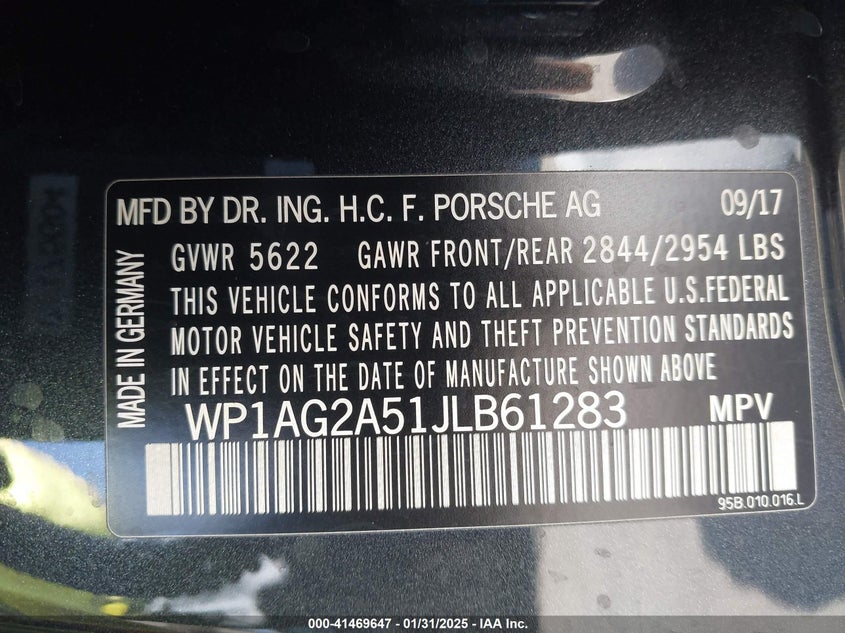 MFD BY DR. ING. H.C. F. PORSCHE AG 09/17
GVWR 5622 GAWR FRONT/REAR 2844/2954 LBS
THIS VEHICLE CONFORMS TO ALL APPLICABLE U.S.FEDERAL
MOTOR VEHICLE SAFETY AND THEFT PREVENTION STANDARDS
IN EFFECT ON THE DATE OF MANUFACTURE SHOWN ABOVE
WP1AG2A51JLB61283 MPV
MADE IN GERMANY
95B.010.016.L
000-41469647 - 01/31/2025 - IAA Inc.